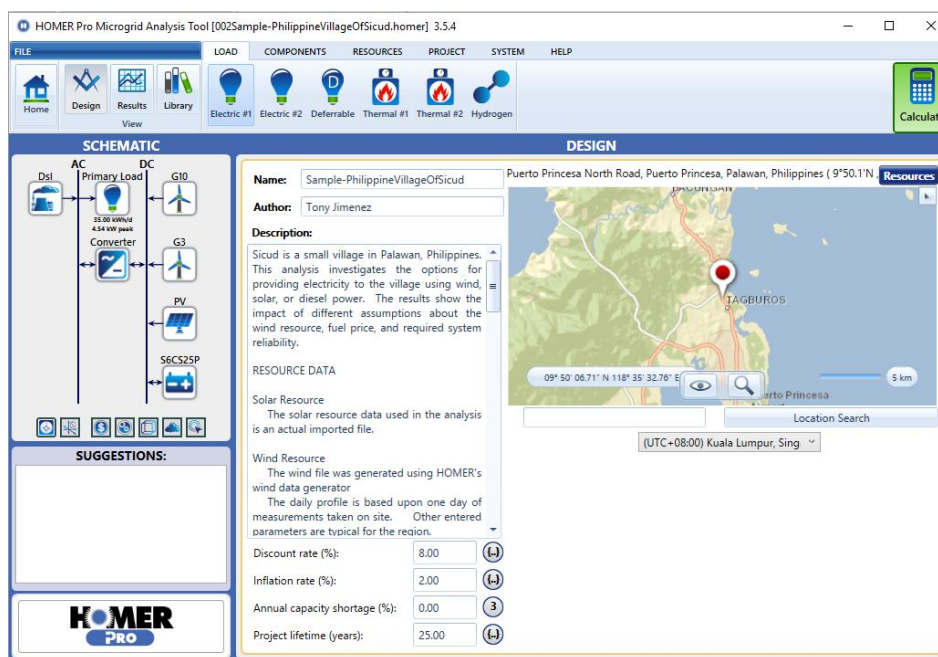 HOMER Pro Microgrid Analysis Tool [002Sample-PhilippineVillageOfSicud.homer] 3.5.4
FILE
LOAD COMPONENTS RESOURCES PROJECT SYSTEM HELP
Home Design Results Library Electric #1 Electric #2 Deferrable Thermal #1 Thermal #2 Hydrogen Calculat
D
View
SCHEMATIC
AC DC
Dsl Primary Load G10
35.00 kWh/d
4.54 kW peak
Converter G3
PV
S6CS25P
SUGGESTIONS:
HOMER
PRO
DESIGN
Name: Sample-PhilippineVillageOfSicud
Author: Tony Jimenez
Description:
Sicud is a small village in Palawan, Philippines.
This analysis investigates the options for
providing electricity to the village using wind,
solar, or diesel power. The results show the
impact of different assumptions about the
wind resource, fuel price, and required system
reliability.
RESOURCE DATA
Solar Resource
The solar resource data used in the analysis
is an actual imported file.
Wind Resource
The wind file was generated using HOMER's
wind data generator
The daily profile is based upon one day of
measurements taken on site. Other entered
parameters are typical for the region.
Discount rate (%): 8.00 {..}
Inflation rate (%): 2.00 {..}
Annual capacity shortage (%): 0.00 3
Project lifetime (years): 25.00 {..}
Puerto Princesa North Road, Puerto Princesa, Palawan, Philippines ( 9°50.1'N , Resources
TAGBUROS
09° 50' 06.71" N 118° 35' 32.76" E
5 km
erto Princesa
Location Search
(UTC+08:00) Kuala Lumpur, Sing